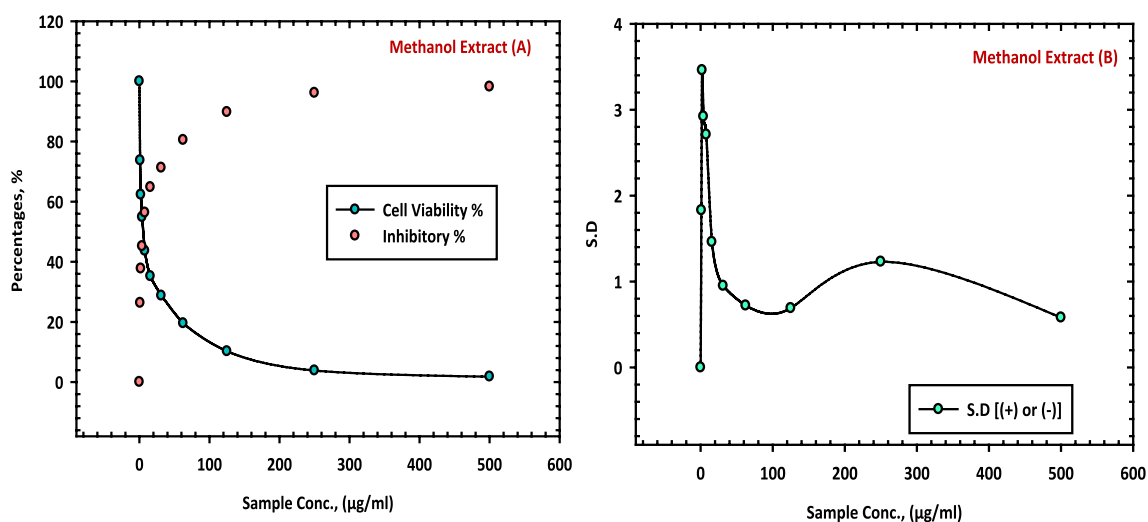 Methanol Extract (A)
120
100
80
60
40
20
0
Percentages, %
Cell Viability %
Inhibitory %
0 100 200 300 400 500 600
Sample Conc., (µg/ml)
Methanol Extract (B)
4
3
2
1
0
S.D
S.D [(+) or (-)]
0 100 200 300 400 500 600
Sample Conc., (µg/ml)